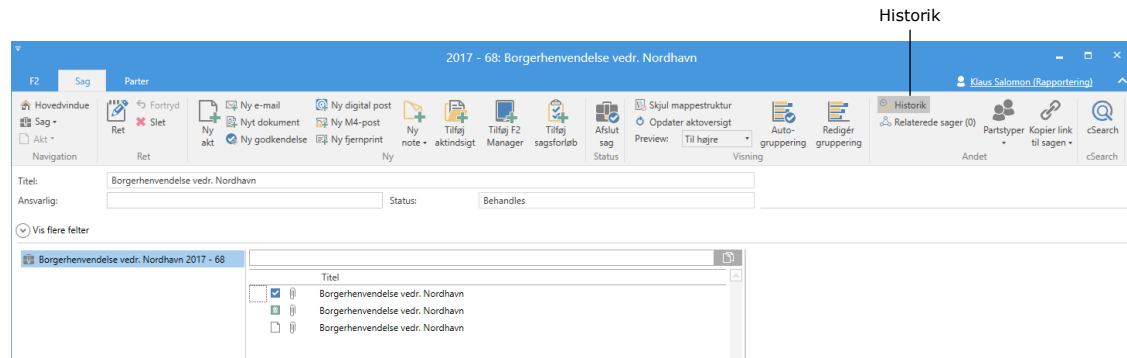 Historik
2017 - 68: Borgerhenvendelse vedr. Nordhavn
F2 Sag Parter Klaus Salomon (Rapportering)
Hovedvindue
Sag
Akt
Navigation
Ret
Fortryd
Slet
Ret
Ny akt
Ny e-mail
Nyt dokument
Ny godkendelse
Ny digital post
Ny M4-post
Ny fjernprint
Ny note
Tilføj aktindsigt
Tilføj F2 Manager
Tilføj sagsforløb
Ny
Afslut sag
Status
Skjul mappestruktur
Opdater aktoversigt
Preview: Til højre
Auto-gruppering
Redigér gruppering
Visning
Historik
Relaterede sager (0)
Partstyper
Kopier link til sagen
Andet
cSearch
cSearch
Titel: Borgerhenvendelse vedr. Nordhavn
Ansvarlig: Status: Behandles
Vis flere felter
Borgerhenvendelse vedr. Nordhavn 2017 - 68
Titel
Borgerhenvendelse vedr. Nordhavn
Borgerhenvendelse vedr. Nordhavn
Borgerhenvendelse vedr. Nordhavn